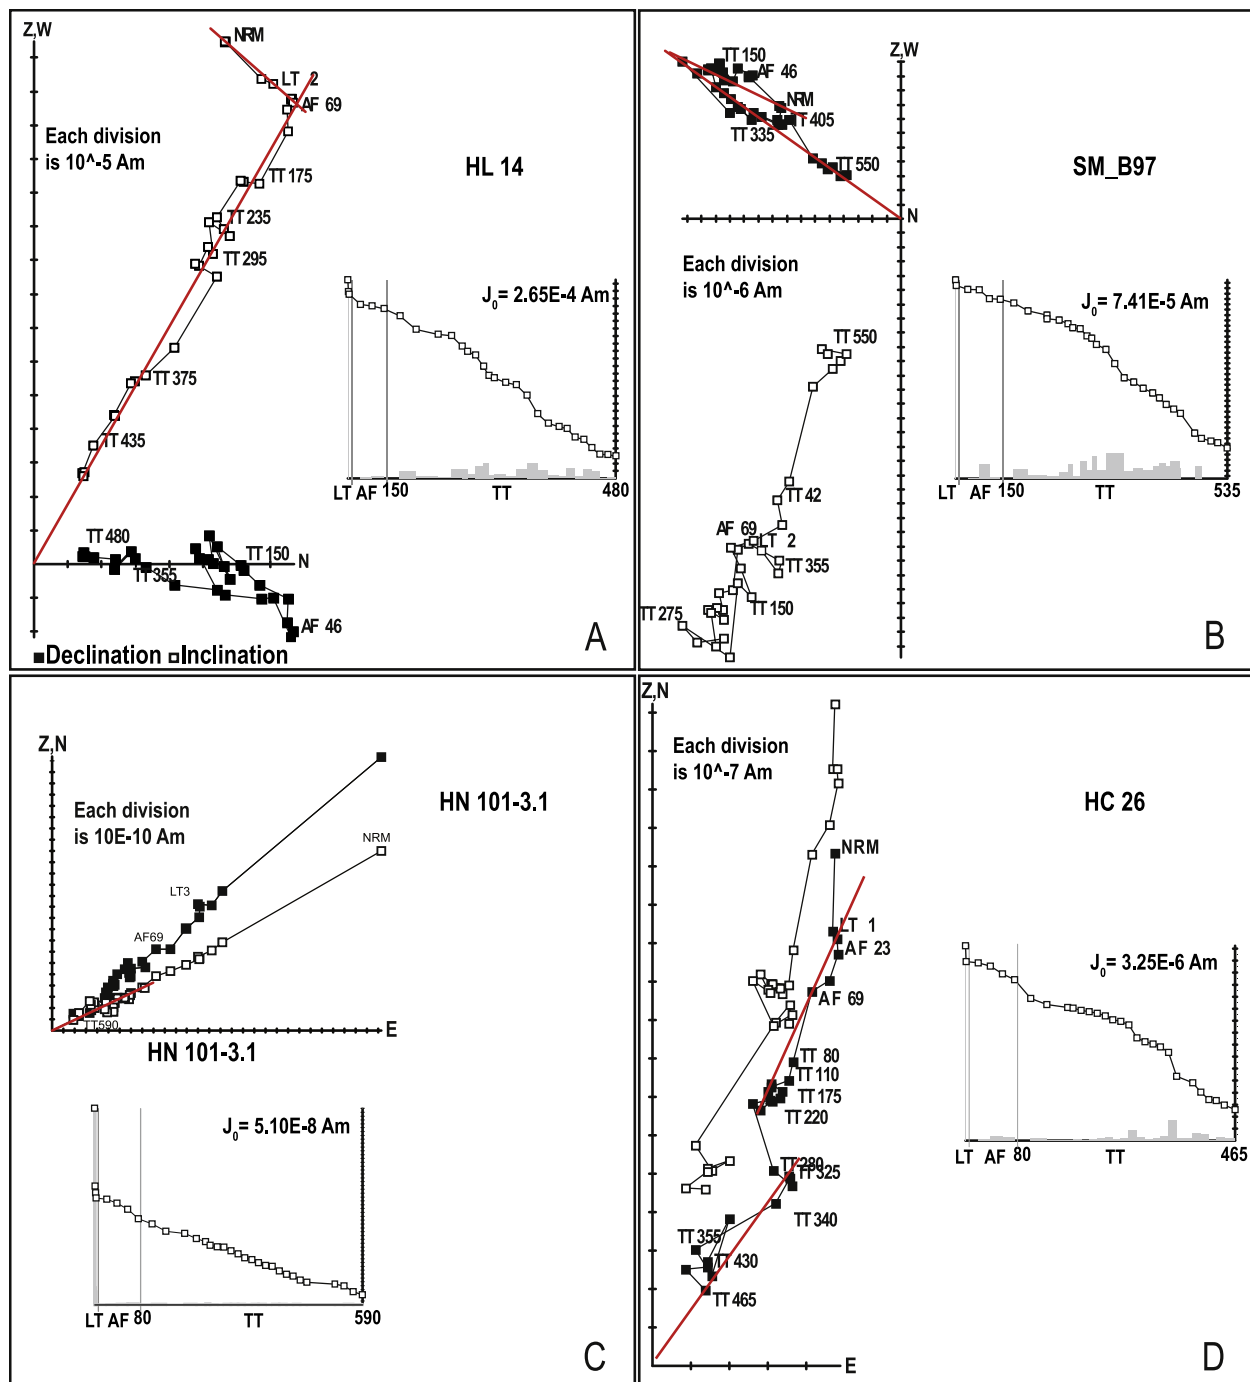 Z,W
NRM
LT 2
AF 69
Each division
is 10^-5 Am
HL 14
TT 175
TT 235
TT 295
J0= 2.65E-4 Am
TT 375
TT 435
LT AF 150 TT 480
TT 480
TT 150
N
TT 355
AF 46
■Declination □Inclination
A
Z,W
TT 150
AF 46
NRM
T 405
TT 335
TT 550
SM_B97
N
Each division
is 10^-6 Am
J0= 7.41E-5 Am
TT 550
TT 42
AF 69
LT 2
TT 355
TT 150
TT 275
LT AF 150 TT 535
B
Z,N
Each division
is 10E-10 Am
HN 101-3.1
NRM
LT3
AF69
TT590
E
HN 101-3.1
J0= 5.10E-8 Am
LT AF 80 TT 590
C
Z,N
Each division
is 10^-7 Am
HC 26
NRM
LT 1
AF 23
AF 69
J0= 3.25E-6 Am
TT 80
TT 110
TT 175
TT 220
LT AF 80 TT 465
TT 280
TT 325
TT 340
TT 355
TT 430
TT 465
E
D